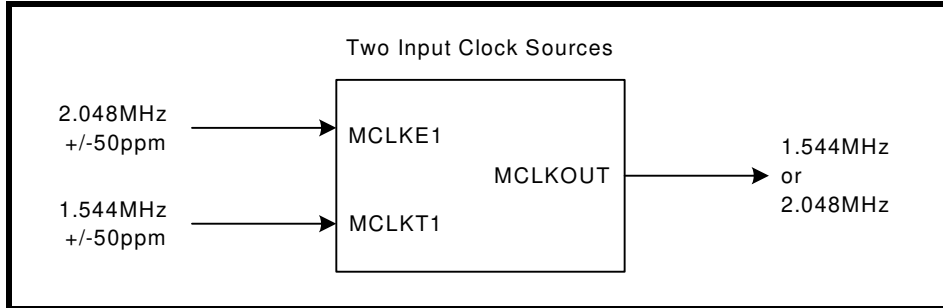 Two Input Clock Sources
2.048MHz
+/-50ppm
MCLKE1
MCLKOUT
1.544MHz
or
2.048MHz
1.544MHz
+/-50ppm
MCLKT1